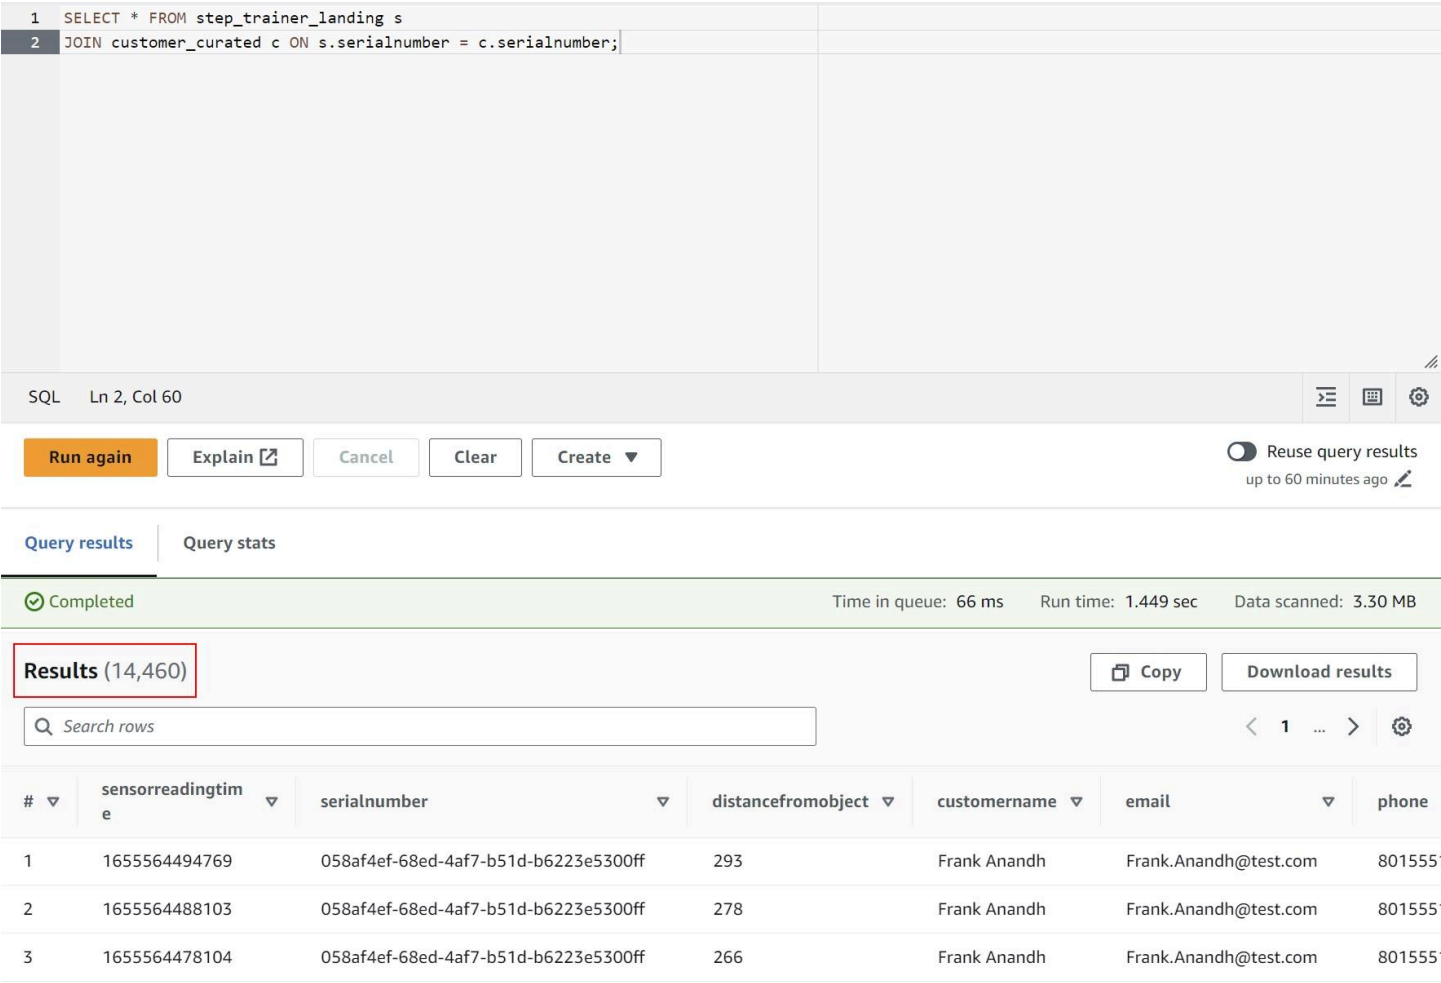 1 SELECT * FROM step_trainer_landing s
2 JOIN customer_curated c ON s.serialnumber = c.serialnumber;
SQL Ln 2, Col 60
Run again Explain Cancel Clear Create Reuse query results
up to 60 minutes ago
Query results Query stats
Completed Time in queue: 66 ms Run time: 1.449 sec Data scanned: 3.30 MB
Results (14,460) Copy Download results
Search rows 1 ...
# sensorreadingtim
e serialnumber distancefromobject customername email phone
1 1655564494769 058af4ef-68ed-4af7-b51d-b6223e5300ff 293 Frank Anandh Frank.Anandh@test.com 8015551
2 1655564488103 058af4ef-68ed-4af7-b51d-b6223e5300ff 278 Frank Anandh Frank.Anandh@test.com 8015551
3 1655564478104 058af4ef-68ed-4af7-b51d-b6223e5300ff 266 Frank Anandh Frank.Anandh@test.com 8015551